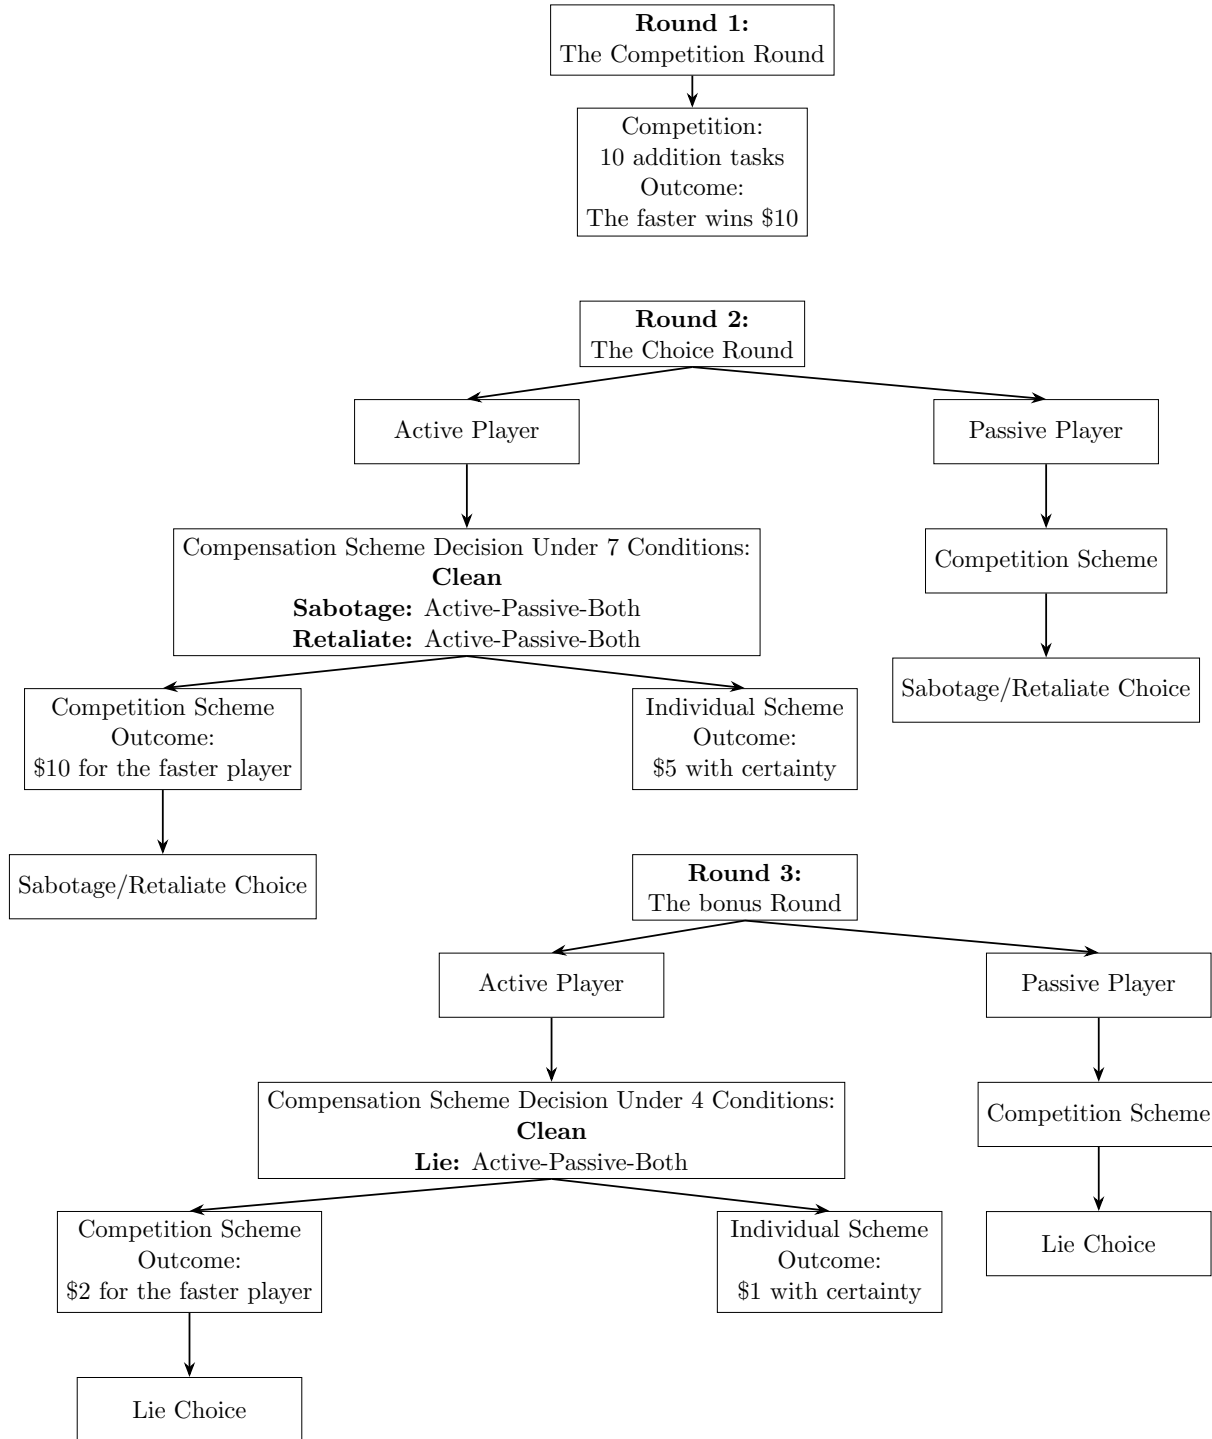 Round 1:
The Competition Round
Competition:
10 addition tasks
Outcome:
The faster wins $10
Round 2:
The Choice Round
Active Player
Passive Player
Compensation Scheme Decision Under 7 Conditions:
Clean
Sabotage: Active-Passive-Both
Retaliate: Active-Passive-Both
Competition Scheme
Sabotage/Retaliate Choice
Competition Scheme
Outcome:
$10 for the faster player
Individual Scheme
Outcome:
$5 with certainty
Sabotage/Retaliate Choice
Round 3:
The bonus Round
Active Player
Passive Player
Compensation Scheme Decision Under 4 Conditions:
Clean
Lie: Active-Passive-Both
Competition Scheme
Lie Choice
Competition Scheme
Outcome:
$2 for the faster player
Individual Scheme
Outcome:
$1 with certainty
Lie Choice